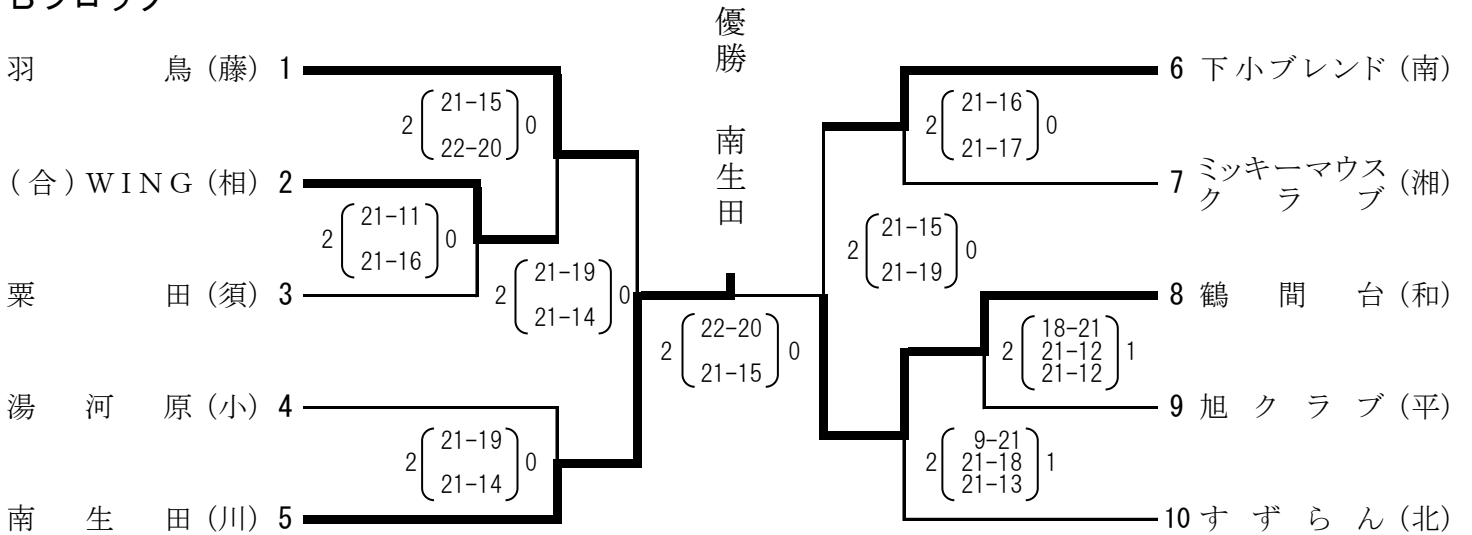 Bブロック
優勝 南生田
羽鳥(藤) 1
21-15
2 0
22-20
(合)WING(相) 2
21-11
2 0
21-16
粟田(須) 3
21-19
2 0
21-14
湯河原(小) 4
21-19
2 0
21-14
南生田(川) 5
22-20
2 0
21-15
6 下小ブレンド(南)
21-16
2 0
21-17
7 ミッキーマウス
クラブ (湘)
21-15
2 0
21-19
8 鶴間台(和)
18-21
2 21-12 1
21-12
9 旭クラブ(平)
9-21
2 21-18 1
21-13
10 すずらん(北)